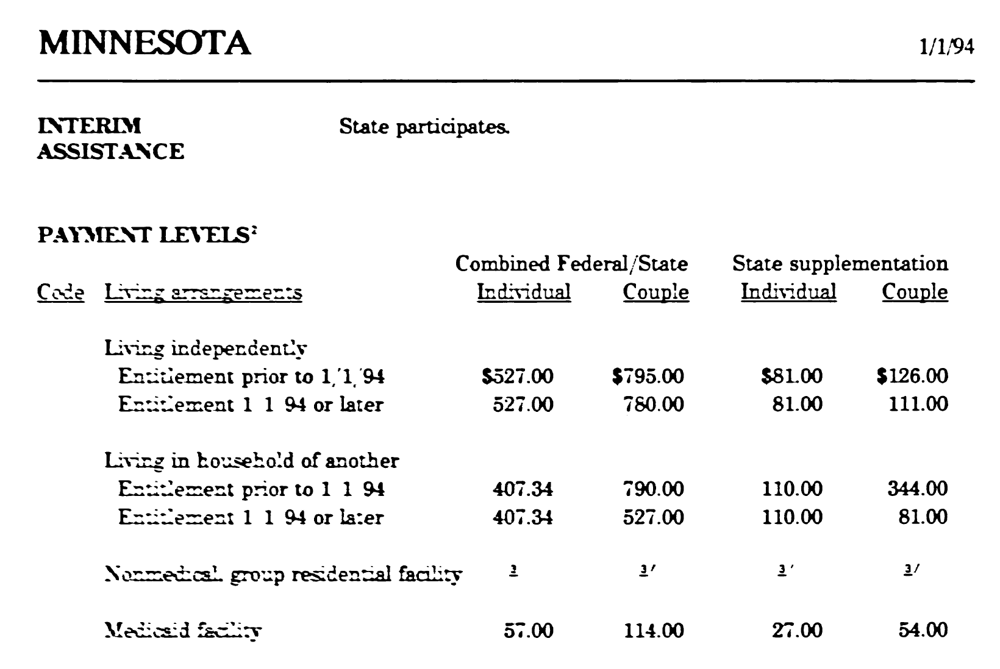 MINNESOTA 1/1/94
INTERIM State participates.
ASSISTANCE
PAYMENT LEVELS²
Combined Federal/State State supplementation
Code Living arrangements Individual Couple Individual Couple
Living independently
Entitlement prior to 1/1/94 $527.00 $795.00 $81.00 $126.00
Entitlement 1 1 94 or later 527.00 780.00 81.00 111.00
Living in household of another
Entitlement prior to 1 1 94 407.34 790.00 110.00 344.00
Entitlement 1 1 94 or later 407.34 527.00 110.00 81.00
Nonmedical group residential facility 3 3/ 3/ 3/
Medicaid facility 57.00 114.00 27.00 54.00